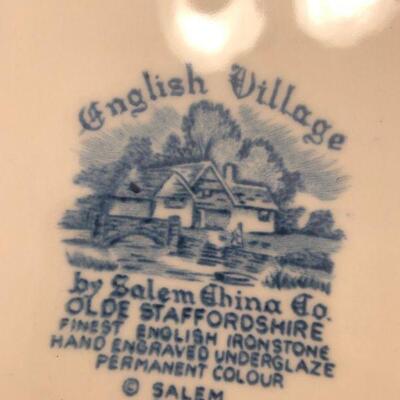 English Village
by Salem China Co.
OLDE STAFFORDSHIRE
FINEST ENGLISH IRONSTONE
HAND ENGRAVED UNDERGLAZE
PERMANENT COLOUR
© SALEM